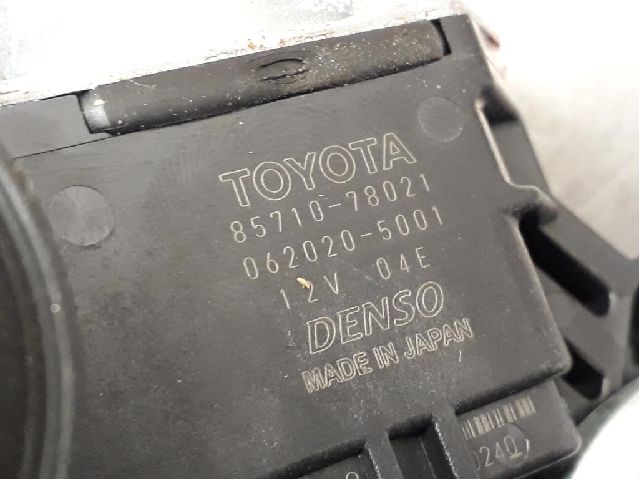 TOYOTA
85710-78021
062020-5001
12V 04E
DENSO
MADE IN JAPAN